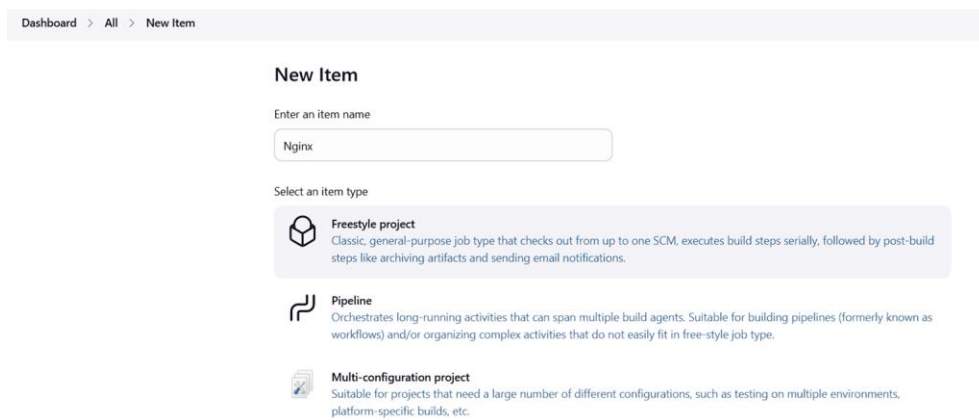 Dashboard > All > New Item
New Item
Enter an item name
Nginx
Select an item type
Freestyle project
Classic, general-purpose job type that checks out from up to one SCM, executes build steps serially, followed by post-build
steps like archiving artifacts and sending email notifications.
Pipeline
Orchestrates long-running activities that can span multiple build agents. Suitable for building pipelines (formerly known as
workflows) and/or organizing complex activities that do not easily fit in free-style job type.
Multi-configuration project
Suitable for projects that need a large number of different configurations, such as testing on multiple environments,
platform-specific builds, etc.